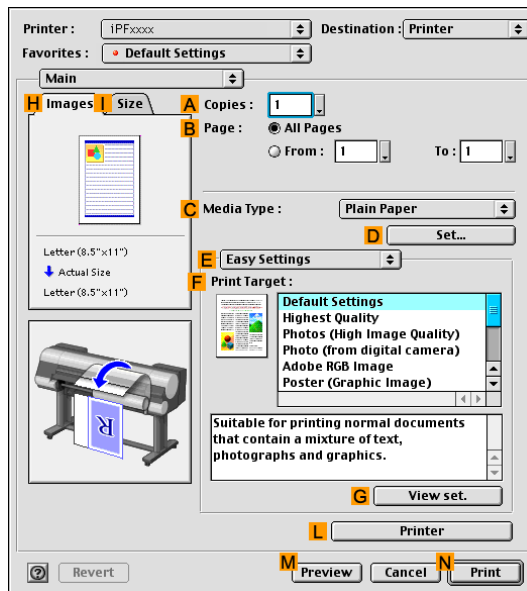 Printer : iPFxxxx Destination : Printer
Favorites : Default Settings
Main
H Images I Size
A Copies : 1
B Page : All Pages
From : 1 To : 1
C Media Type : Plain Paper
D Set...
Letter (8.5"x11")
Actual Size
Letter (8.5"x11")
E Easy Settings
F Print Target :
Default Settings
Highest Quality
Photos (High Image Quality)
Photo (from digital camera)
Adobe RGB Image
Poster (Graphic Image)
R
Suitable for printing normal documents
that contain a mixture of text,
photographs and graphics.
G View set.
L Printer
? Revert M Preview Cancel N Print